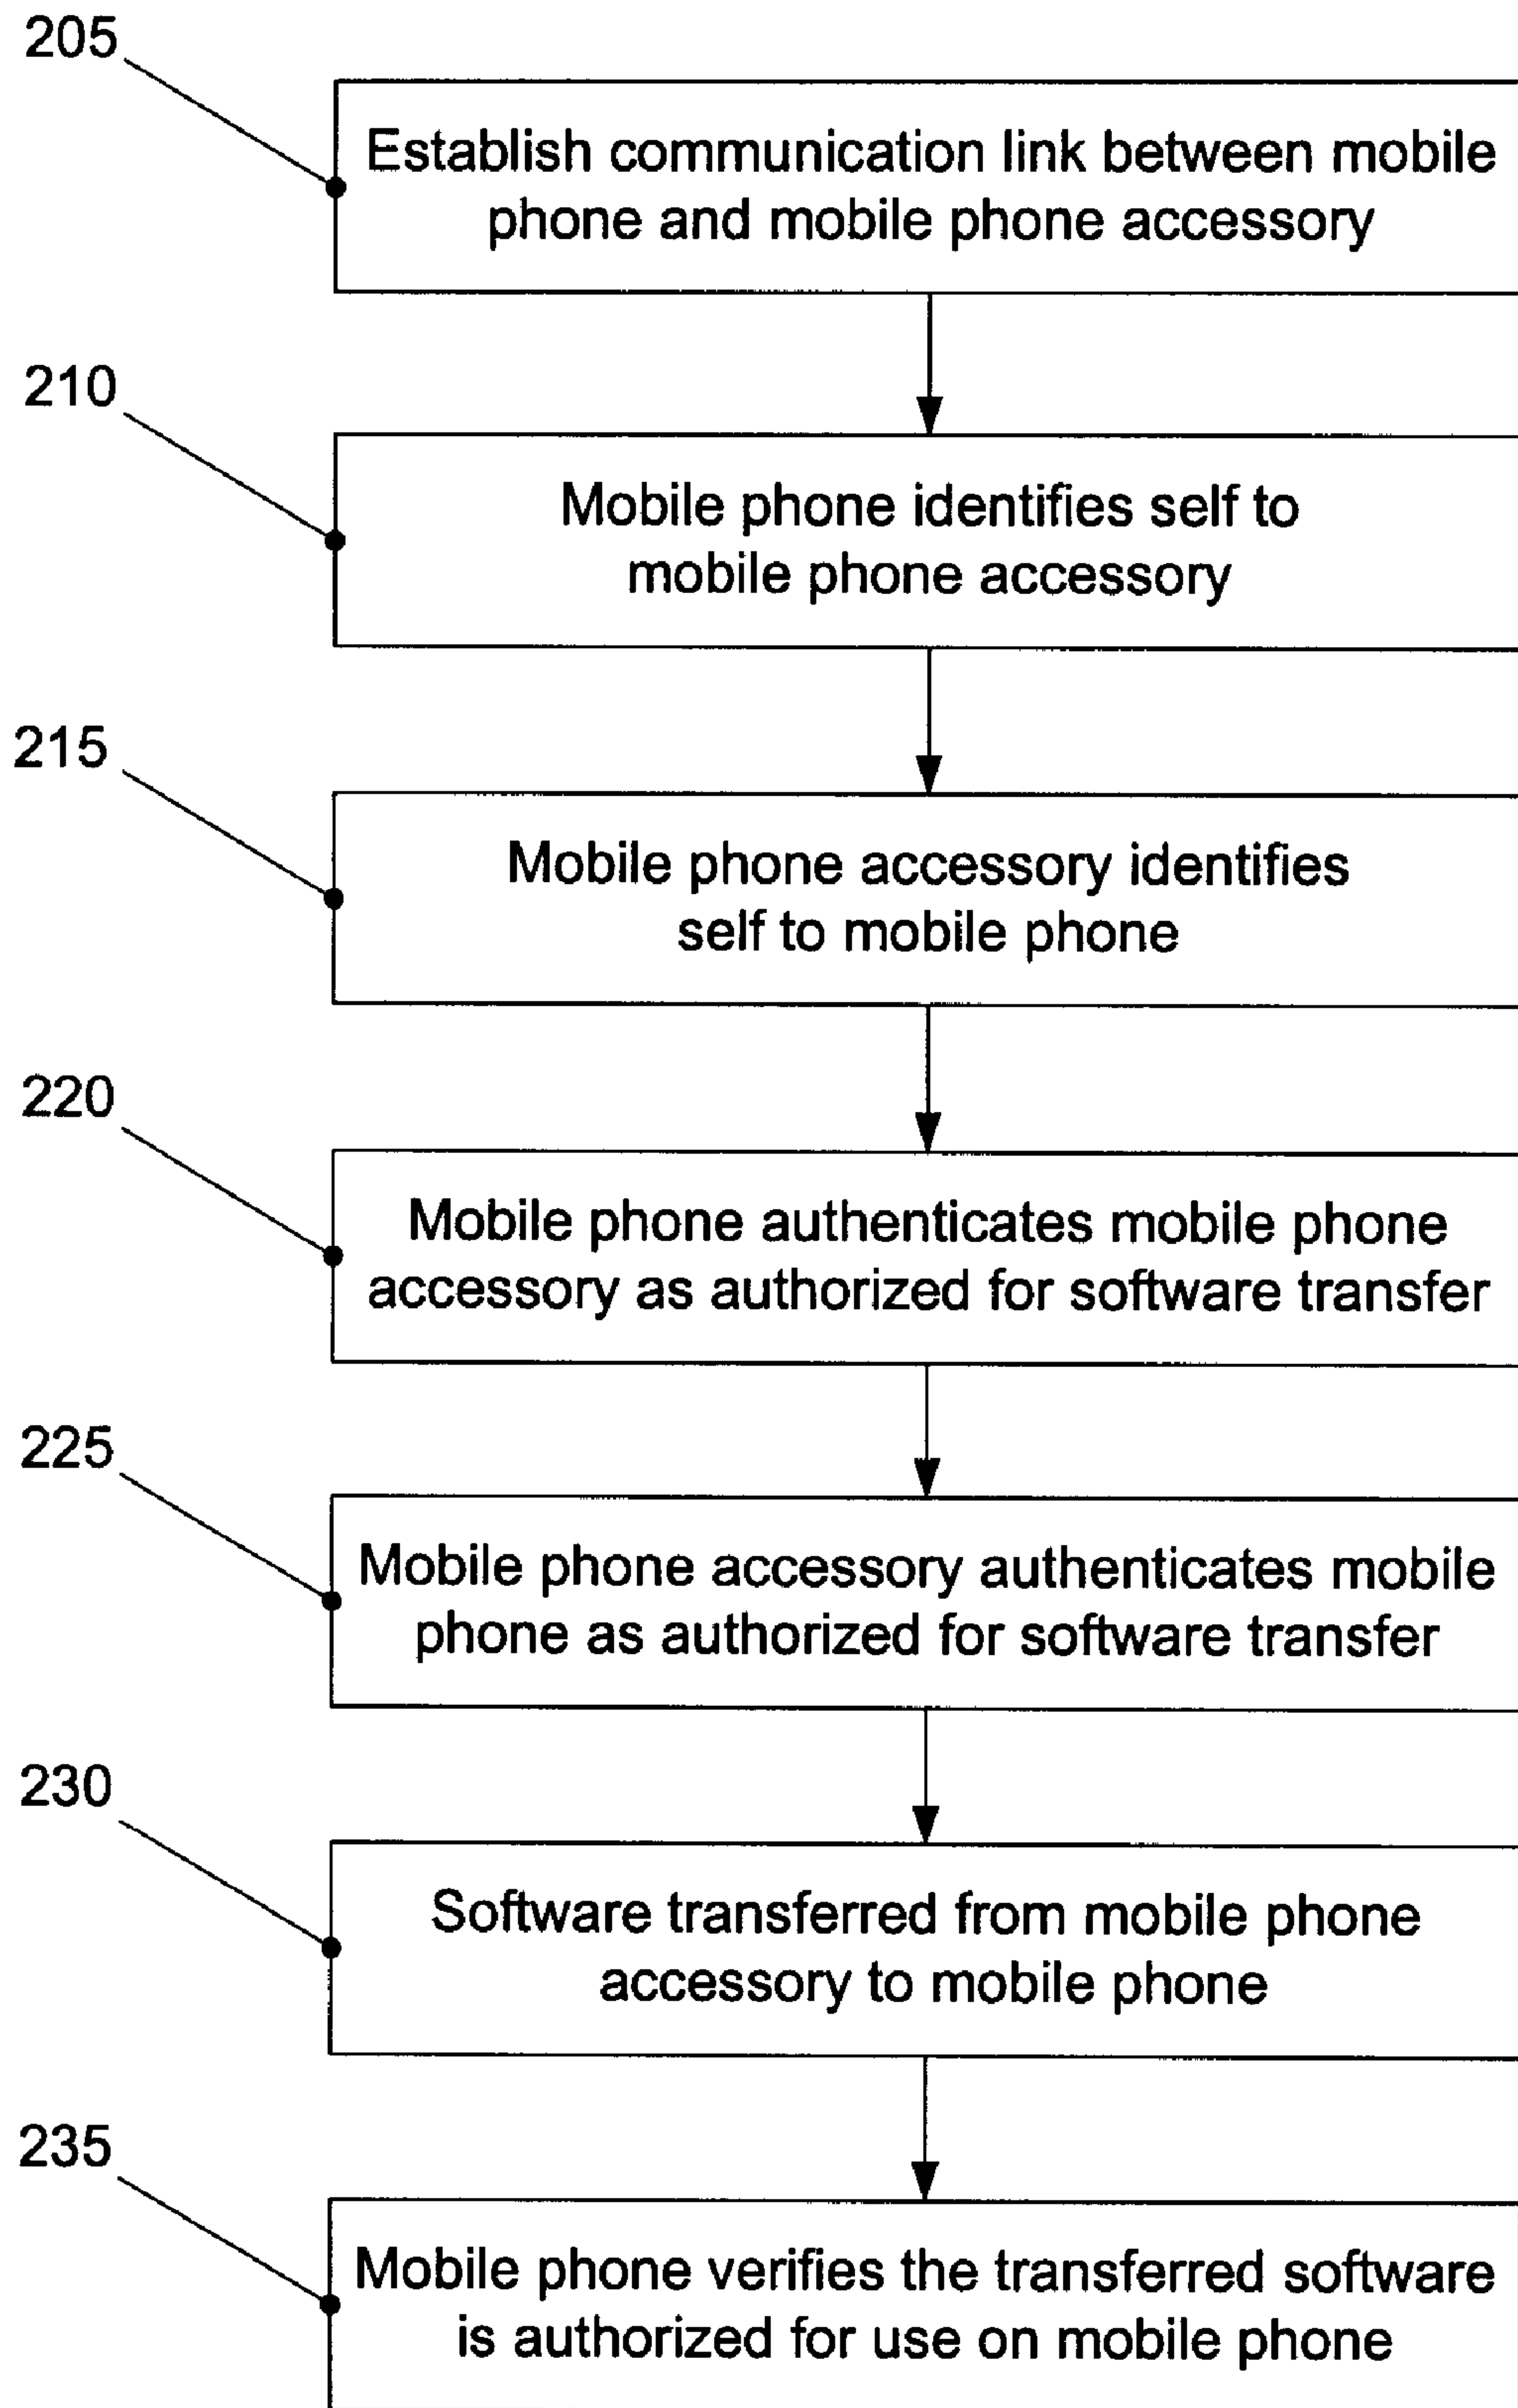 205
Establish communication link between mobile
phone and mobile phone accessory
210
Mobile phone identifies self to
mobile phone accessory
215
Mobile phone accessory identifies
self to mobile phone
220
Mobile phone authenticates mobile phone
accessory as authorized for software transfer
225
Mobile phone accessory authenticates mobile
phone as authorized for software transfer
230
Software transferred from mobile phone
accessory to mobile phone
235
Mobile phone verifies the transferred software
is authorized for use on mobile phone